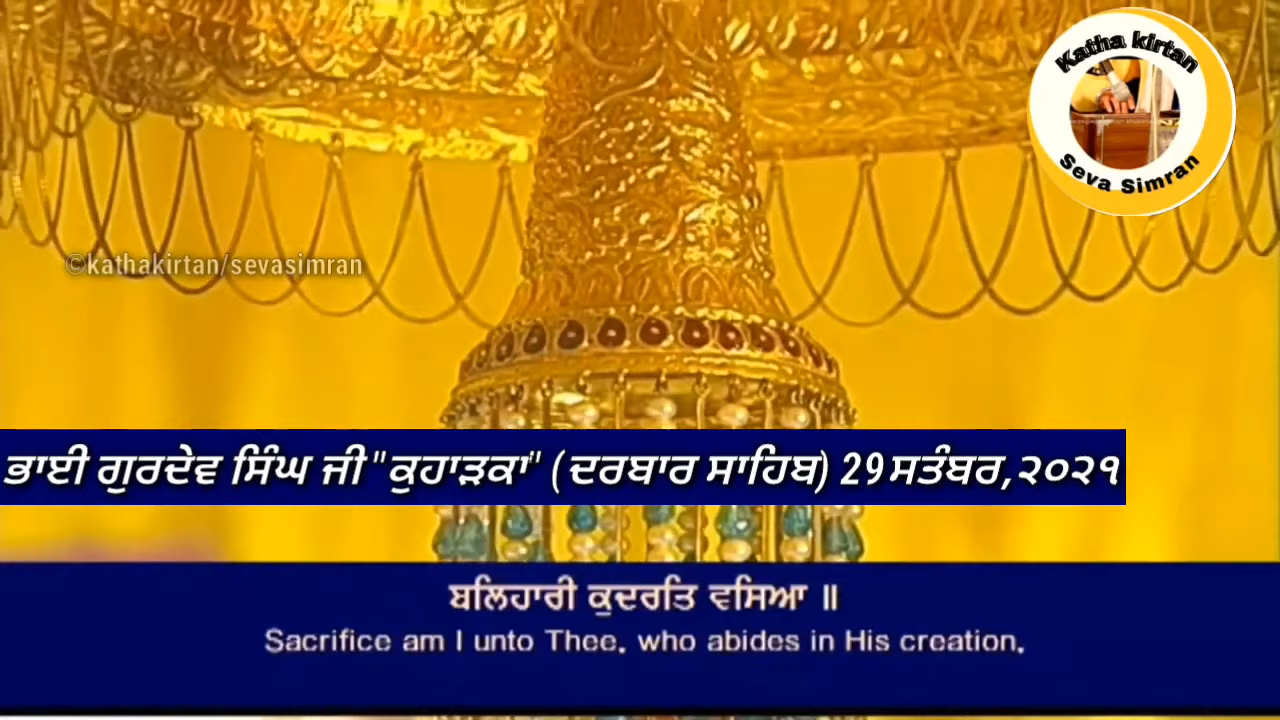 Katha kirtan
Seva Simran
©kathakirtan/sevasimran
ਭਾਈ ਗੁਰਦੇਵ ਸਿੰਘ ਜੀ "ਕੁਹਾੜਕਾ" (ਦਰਬਾਰ ਸਾਹਿਬ) 29 ਸਤੰਬਰ,੨੦੨੧
ਬਲਿਹਾਰੀ ਕੁਦਰਤਿ ਵਸਿਆ ॥
Sacrifice am I unto Thee, who abides in His creation,